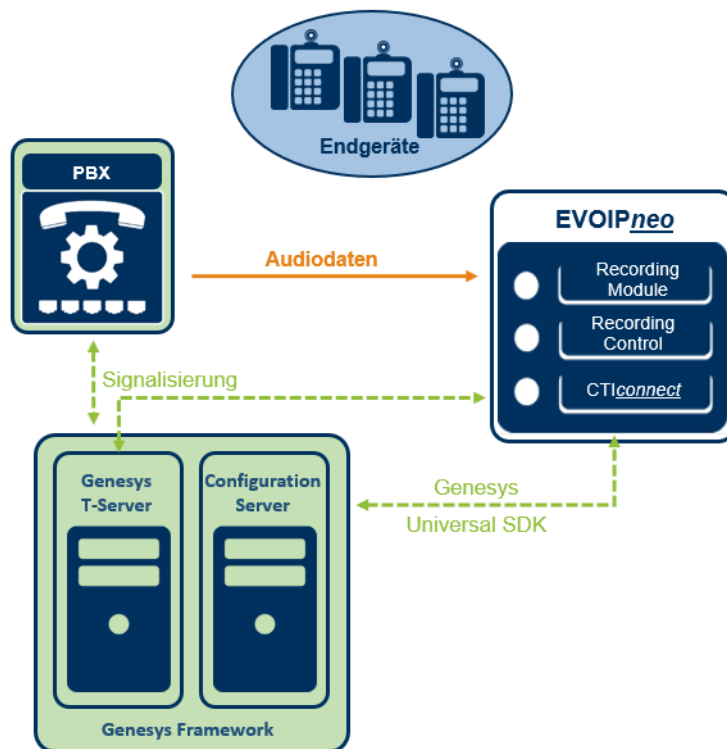 Endgeräte
PBX
EVOIPneo
Audiodaten
Recording
Module
Recording
Control
CTIconnect
Signalisierung
Genesys
T-Server
Configuration
Server
Genesys
Universal SDK
Genesys Framework